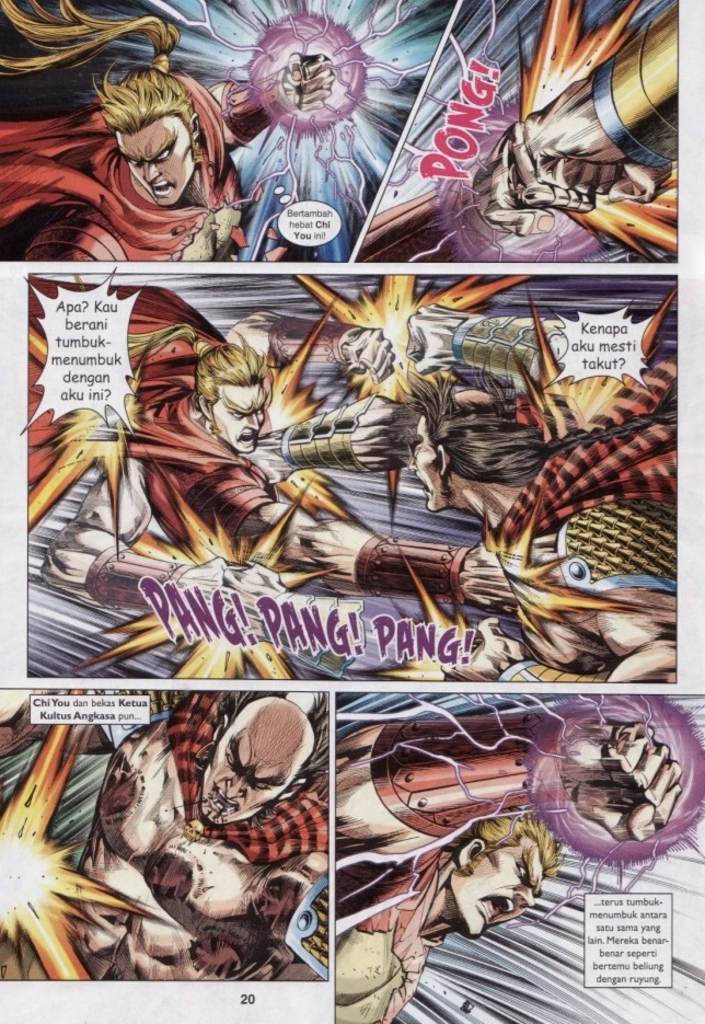 Bertambah
hebat Chi
You ini!
PONG!
Apa? Kau
berani
tumbuk-
menumbuk
dengan
aku ini?
Kenapa
aku mesti
takut?
PANG! PANG! PANG!
Chi You dan bekas Ketua
Kultus Angkasa pun...
...terus tumbuk-
menumbuk antara
satu sama yang
lain. Mereka benar-
benar seperti
bertemu beliung
dengan ruyung.
20